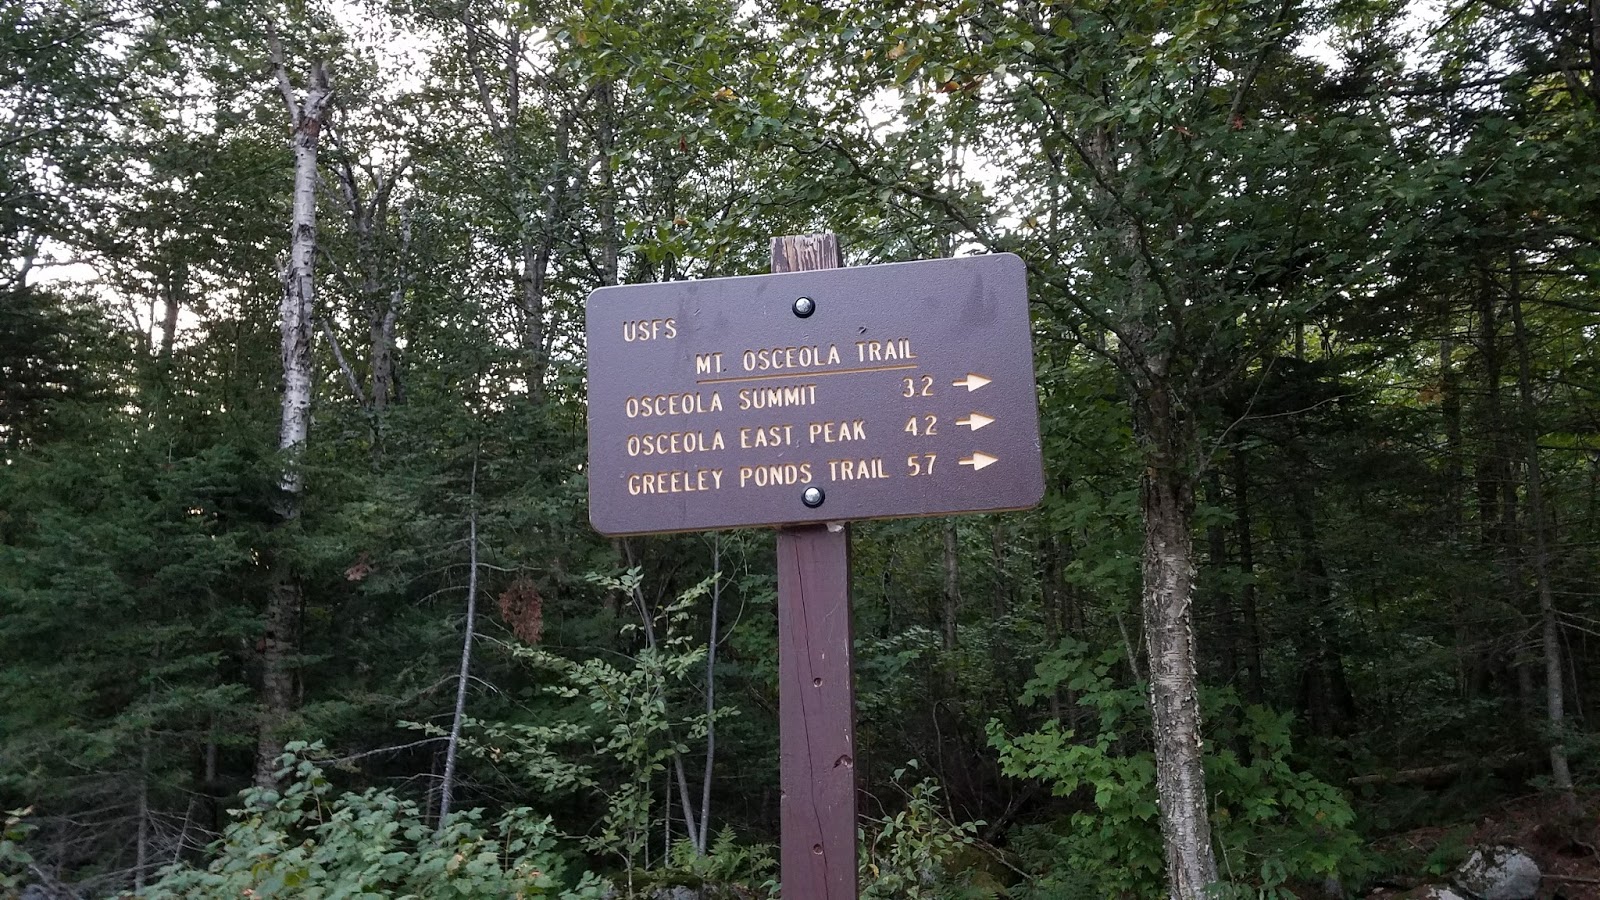 USFS
MT. OSCEOLA TRAIL
OSCEOLA SUMMIT 3.2 →
OSCEOLA EAST PEAK 4.2 →
GREELEY PONDS TRAIL 5.7 →